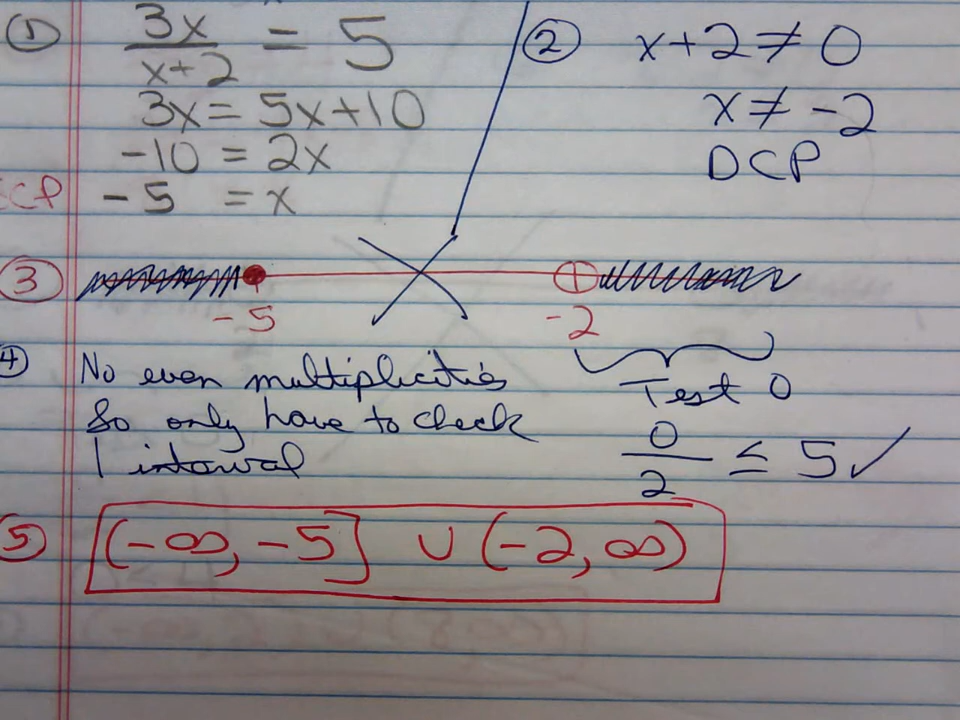 ① 3x/(x+2) = 5
3x = 5x+10
-10 = 2x
CP -5 = x
② x+2 ≠ 0
x ≠ -2
DCP
③ -5 -2
④ No even multiplicities
So only have to check
1 interval
Test 0
0/2 ≤ 5 ✓
⑤ (-∞, -5] ∪ (-2, ∞)